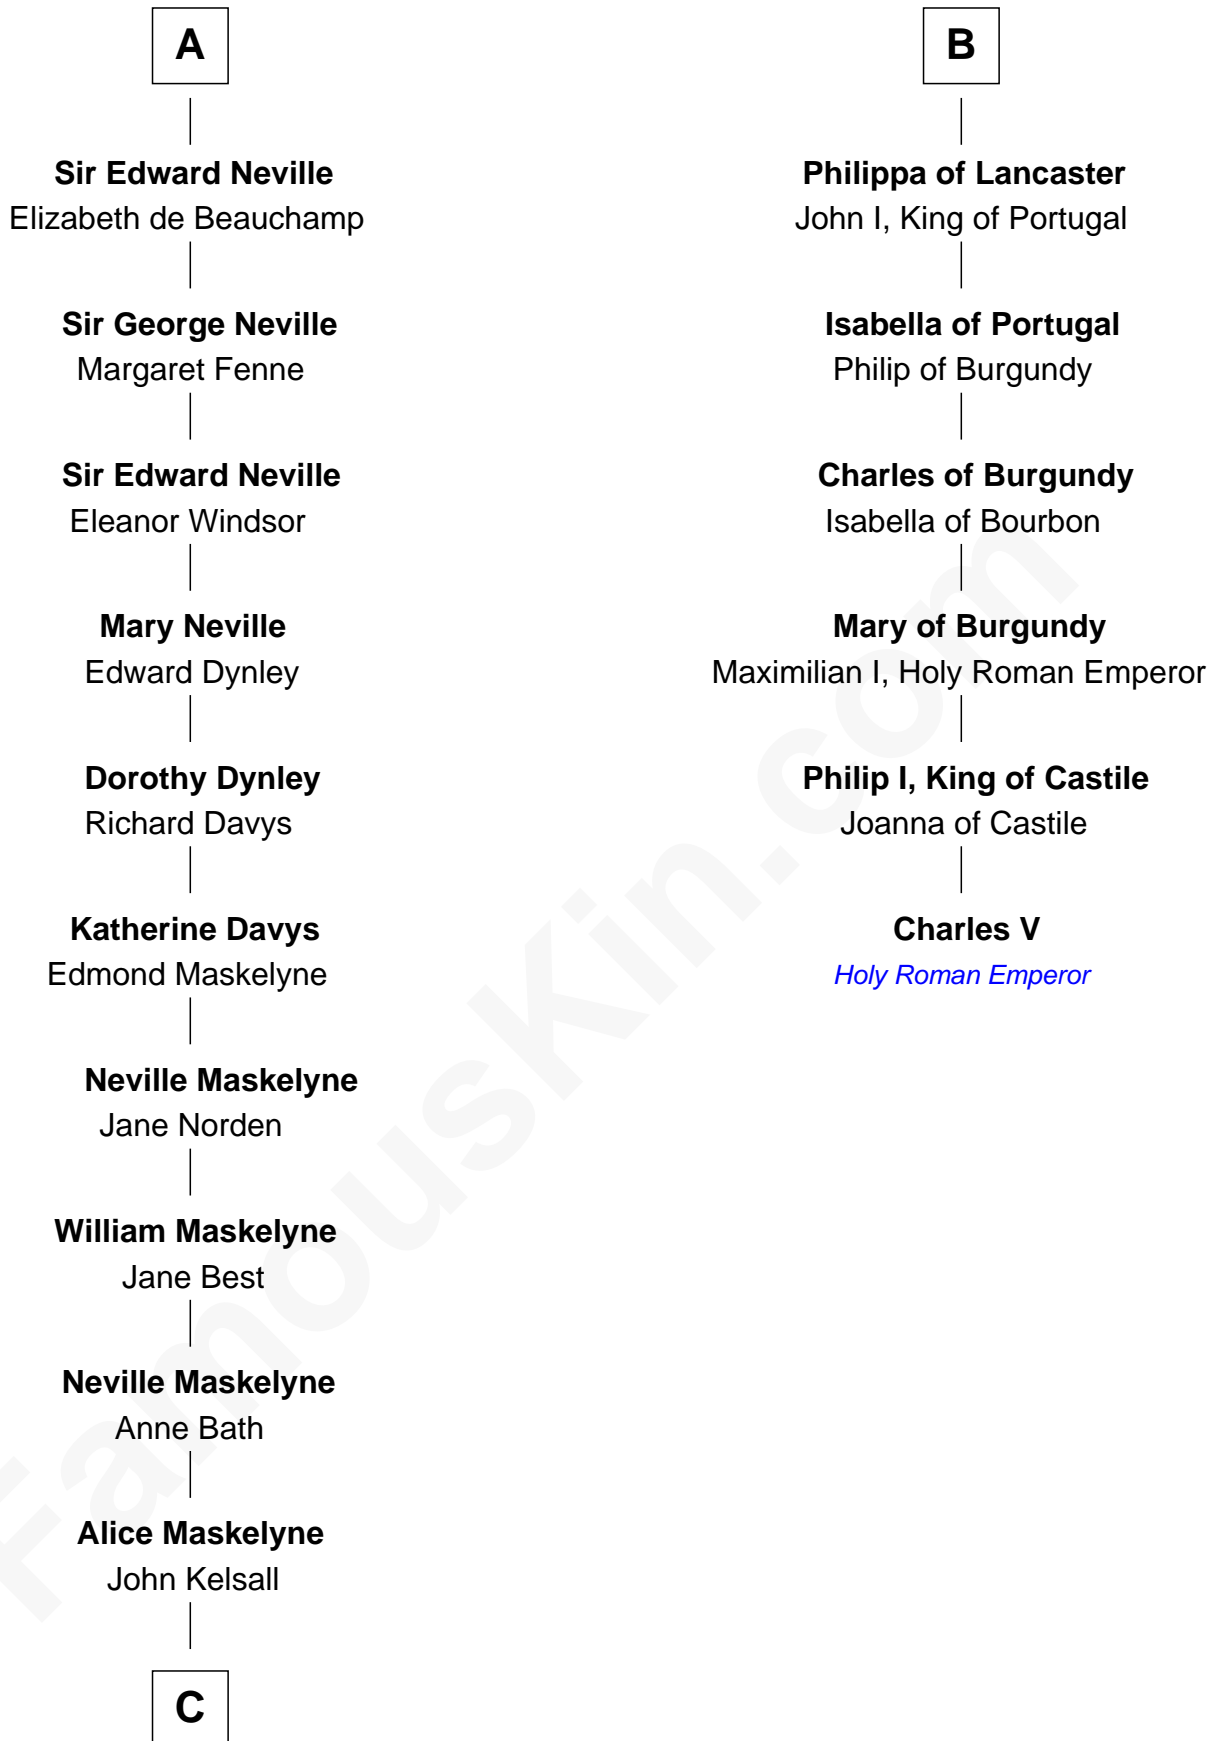 A
Sir Edward Neville
Elizabeth de Beauchamp
Sir George Neville
Margaret Fenne
Sir Edward Neville
Eleanor Windsor
Mary Neville
Edward Dynley
Dorothy Dynley
Richard Davys
Katherine Davys
Edmond Maskelyne
Neville Maskelyne
Jane Norden
William Maskelyne
Jane Best
Neville Maskelyne
Anne Bath
Alice Maskelyne
John Kelsall
C
B
Philippa of Lancaster
John I, King of Portugal
Isabella of Portugal
Philip of Burgundy
Charles of Burgundy
Isabella of Bourbon
Mary of Burgundy
Maximilian I, Holy Roman Emperor
Philip I, King of Castile
Joanna of Castile
Charles V
Holy Roman Emperor
FamousKin.com